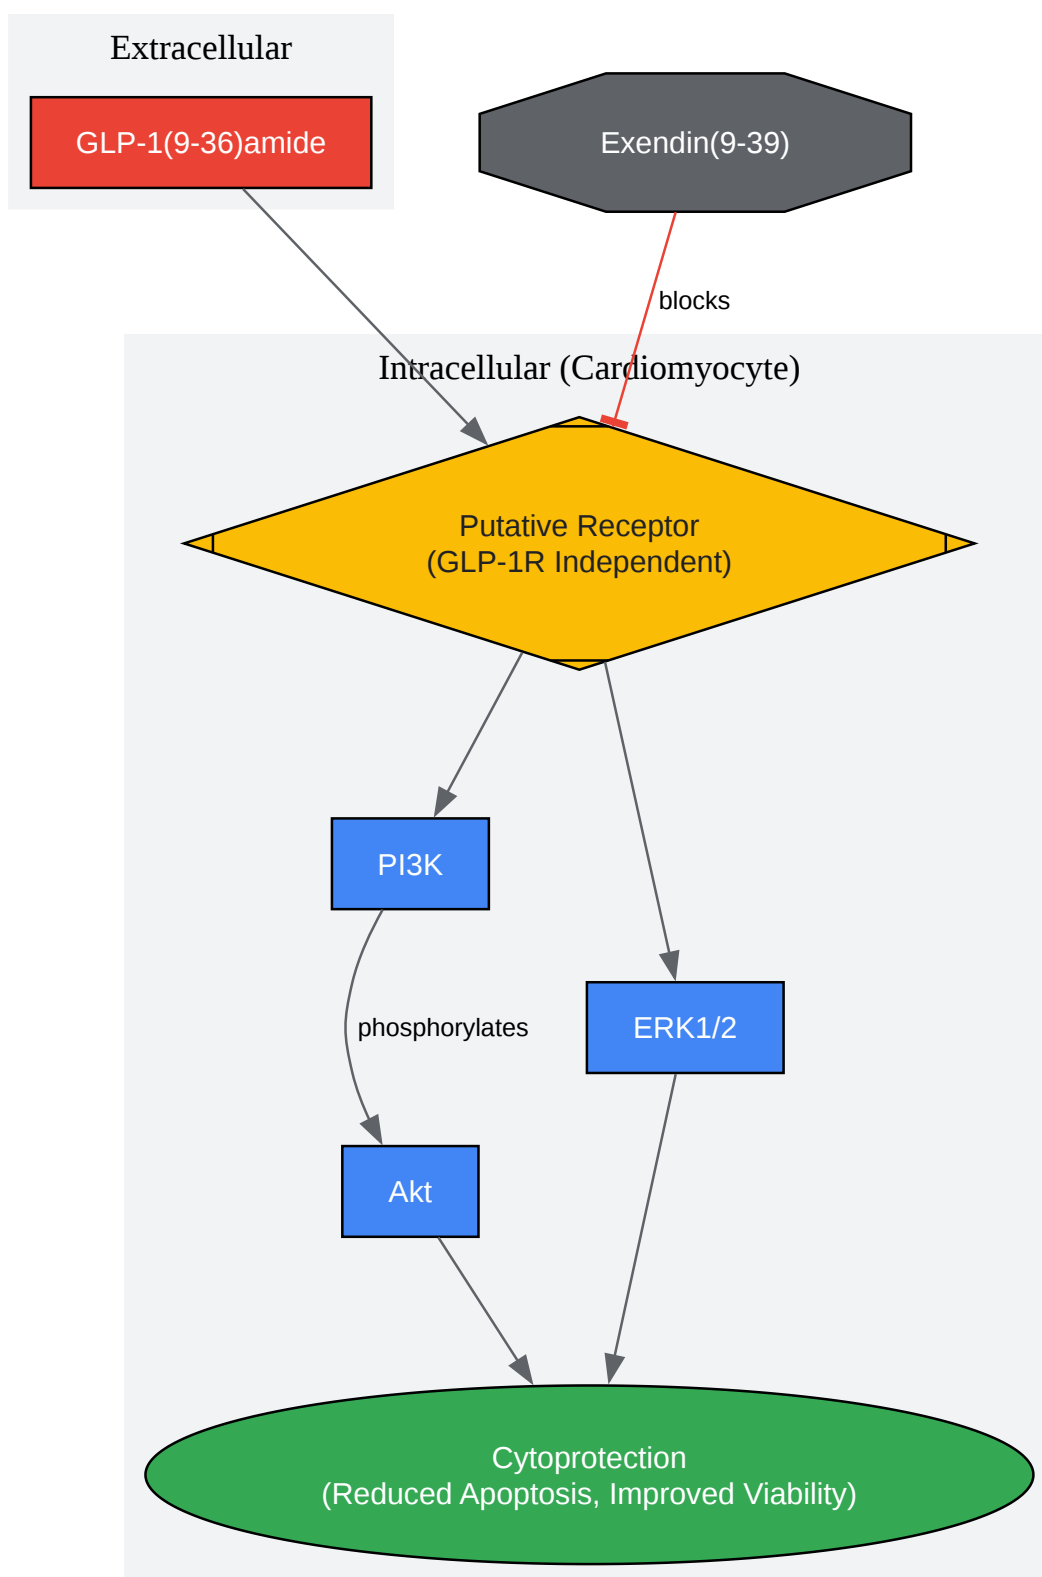 Extracellular
GLP-1(9-36)amide
Exendin(9-39)
blocks
Intracellular (Cardiomyocyte)
Putative Receptor
(GLP-1R Independent)
PI3K
phosphorylates
ERK1/2
Akt
Cytoprotection
(Reduced Apoptosis, Improved Viability)